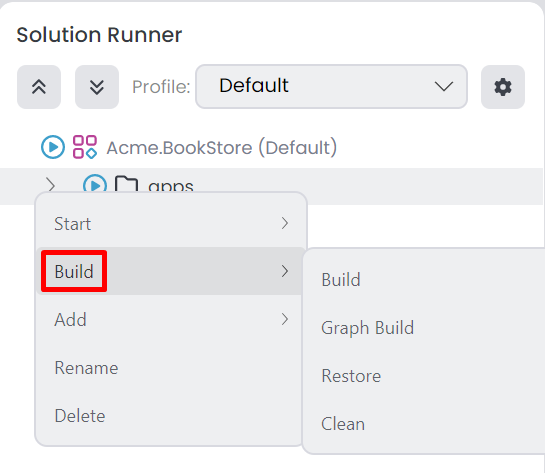 Solution Runner
Profile: Default
Acme.BookStore (Default)
apps
Start
Build
Add
Rename
Delete
Build
Graph Build
Restore
Clean